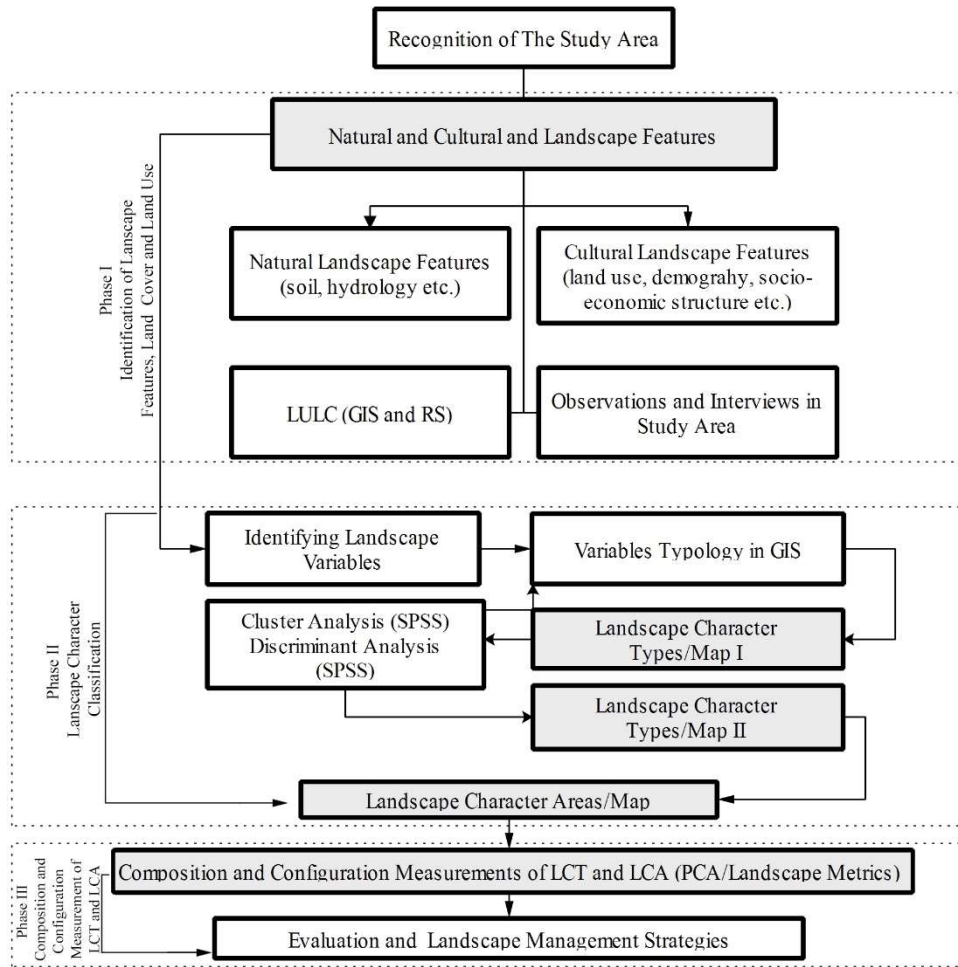 Recognition of The Study Area
Natural and Cultural and Landscape Features
Phase I
Identification of Lanscape
Features, Land Cover and Land Use
Natural Landscape Features
(soil, hydrology etc.)
Cultural Landscape Features
(land use, demograhy, socio-
economic structure etc.)
LULC (GIS and RS)
Observations and Interviews in
Study Area
Phase II
Lanscape Character
Classification
Identifying Landscape
Variables
Variables Typology in GIS
Cluster Analysis (SPSS)
Discriminant Analysis
(SPSS)
Landscape Character
Types/Map I
Landscape Character
Types/Map II
Landscape Character Areas/Map
Phase III
Composition and
Configuration
Measurement of
LCT and LCA
Composition and Configuration Measurements of LCT and LCA (PCA/Landscape Metrics)
Evaluation and Landscape Management Strategies